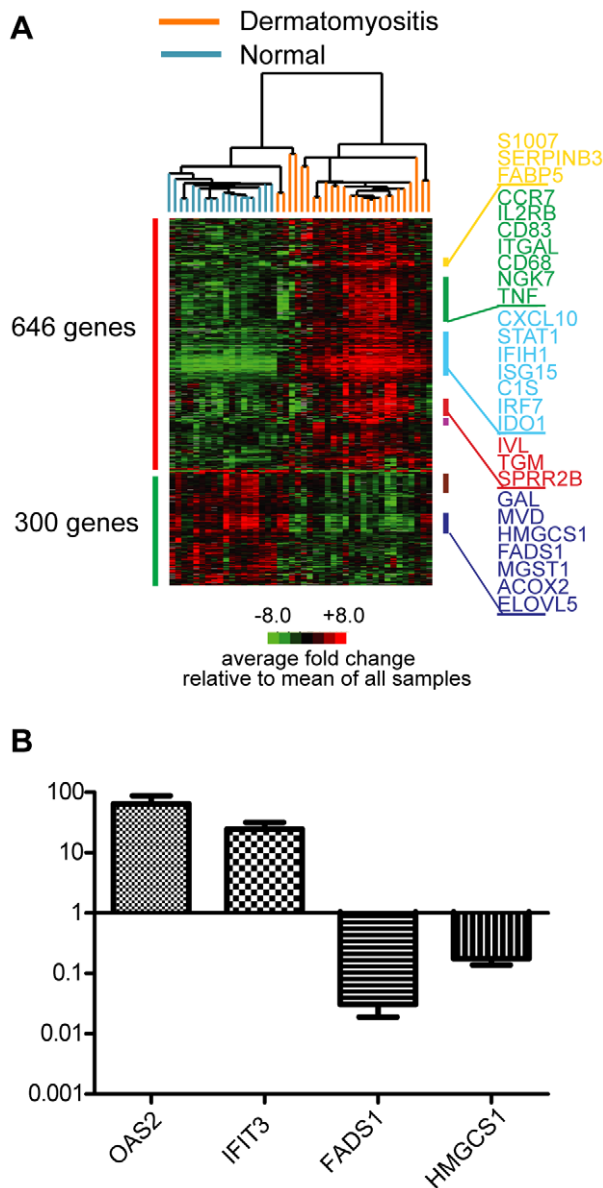 A
Dermatomyositis
Normal
S1007
SERPINB3
FABP5
CCR7
IL2RB
CD83
ITGAL
CD68
NGK7
TNF
CXCL10
STAT1
IFIH1
ISG15
C1S
IRF7
IDO1
IVL
TGM
SPRR2B
GAL
MVD
HMGCS1
FADS1
MGST1
ACOX2
ELOVL5
646 genes
300 genes
-8.0 +8.0
average fold change
relative to mean of all samples
B
100
10
1
0.1
0.01
0.001
OAS2
IFIT3
FADS1
HMGCS1